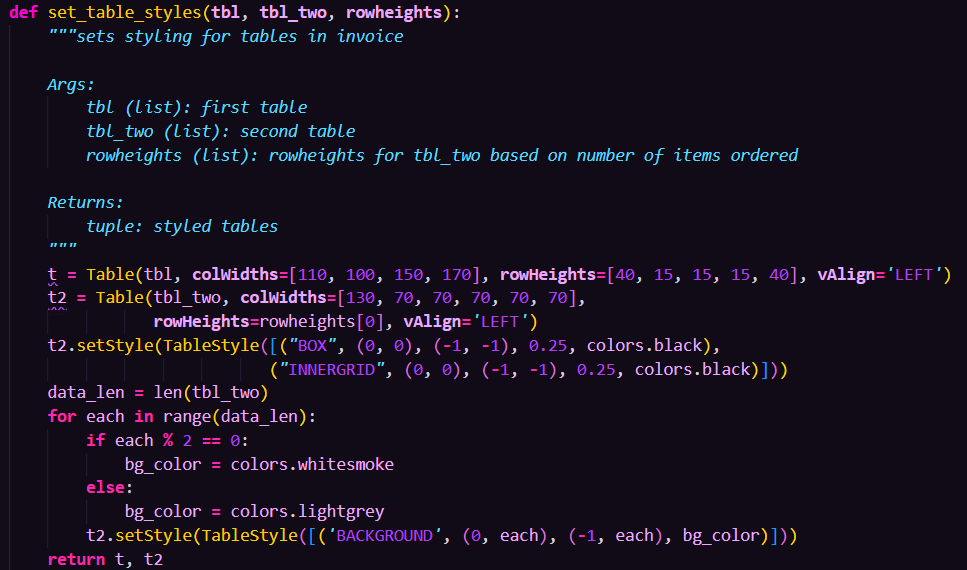 def set_table_styles(tbl, tbl_two, rowheights):
    """sets styling for tables in invoice

    Args:
        tbl (list): first table
        tbl_two (list): second table
        rowheights (list): rowheights for tbl_two based on number of items ordered

    Returns:
        tuple: styled tables
    """
    t = Table(tbl, colWidths=[110, 100, 150, 170], rowHeights=[40, 15, 15, 15, 40], vAlign='LEFT')
    t2 = Table(tbl_two, colWidths=[130, 70, 70, 70, 70, 70],
               rowHeights=rowheights[0], vAlign='LEFT')
    t2.setStyle(TableStyle([("BOX", (0, 0), (-1, -1), 0.25, colors.black),
                           ("INNERGRID", (0, 0), (-1, -1), 0.25, colors.black)]))
    data_len = len(tbl_two)
    for each in range(data_len):
        if each % 2 == 0:
            bg_color = colors.whitesmoke
        else:
            bg_color = colors.lightgrey
        t2.setStyle(TableStyle([('BACKGROUND', (0, each), (-1, each), bg_color)]))
    return t, t2